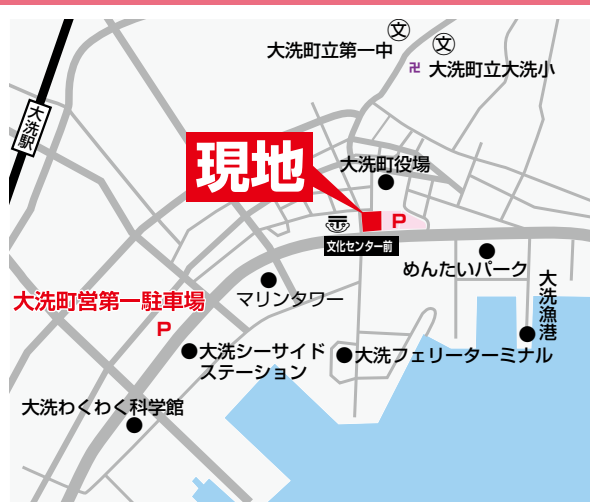 文
大洗町立第一中
文
卍 大洗町立大洗小
大洗駅
現地
大洗町役場
P
文化センター前
めんたいパーク
大洗町営第一駐車場
P
マリンタワー
大洗漁港
大洗シーサイド
ステーション
大洗フェリーターミナル
大洗わくわく科学館